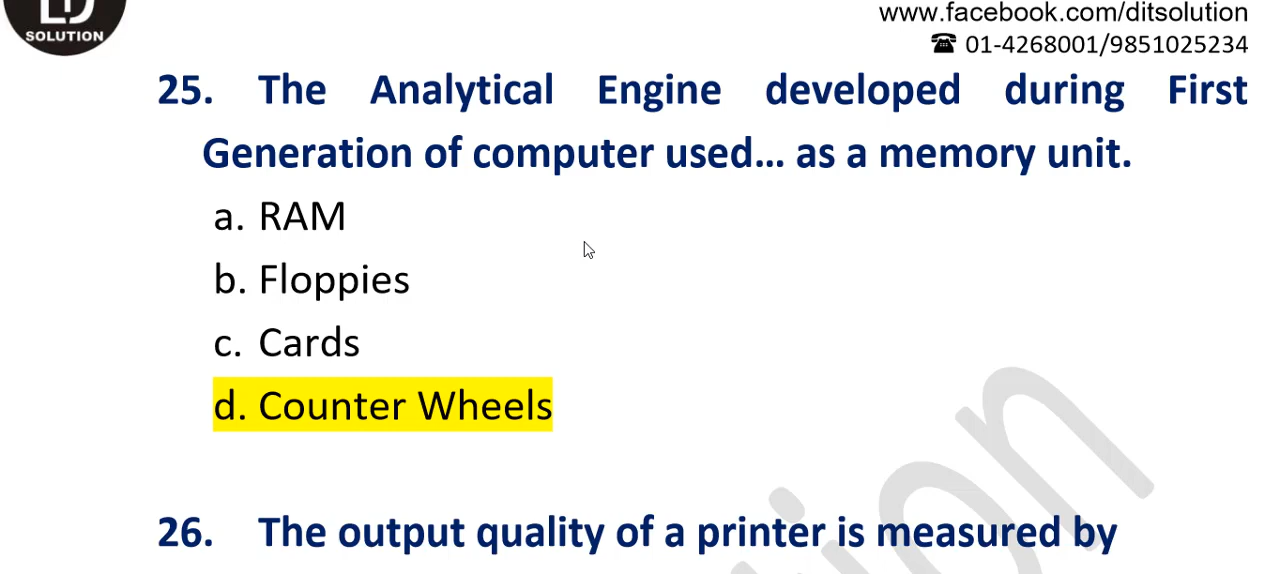 SOLUTION
www.facebook.com/ditsolution
☎ 01-4268001/9851025234
25. The Analytical Engine developed during First
Generation of computer used... as a memory unit.
a. RAM
b. Floppies
c. Cards
d. Counter Wheels
26. The output quality of a printer is measured by